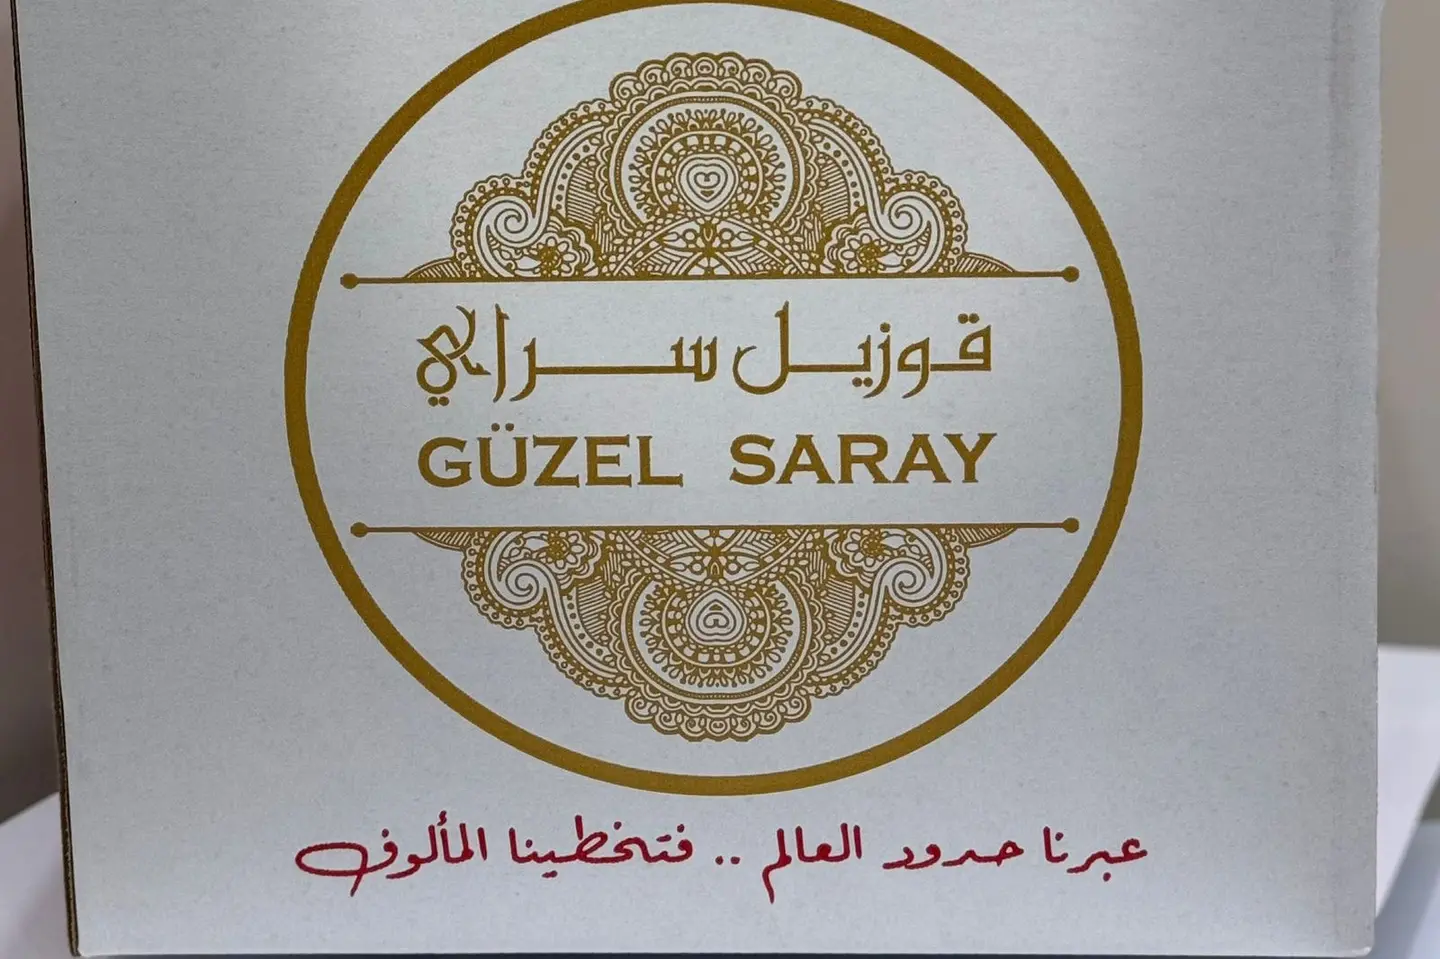 قوزيل سراي
GÜZEL SARAY
عبرنا حدود العالم .. فتخطينا المألوف